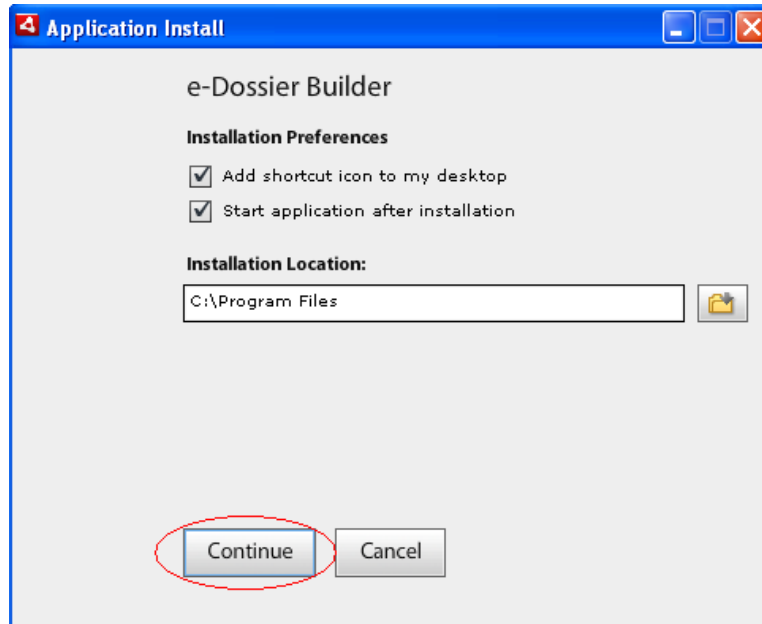 Application Install
e-Dossier Builder
Installation Preferences
Add shortcut icon to my desktop
Start application after installation
Installation Location:
C:\Program Files
Continue
Cancel